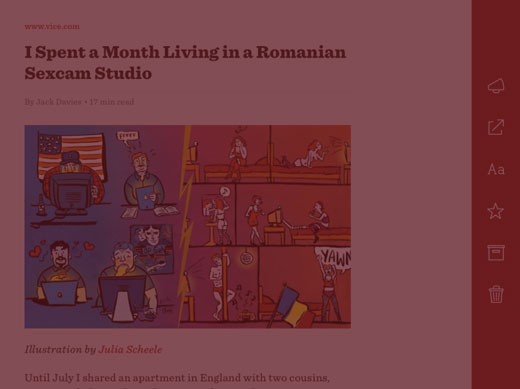 www.vice.com
I Spent a Month Living in a Romanian
Sexcam Studio
By Jack Davies • 17 min read
YAWN
Illustration by Julia Scheele
Until July I shared an apartment in England with two cousins,
Aa